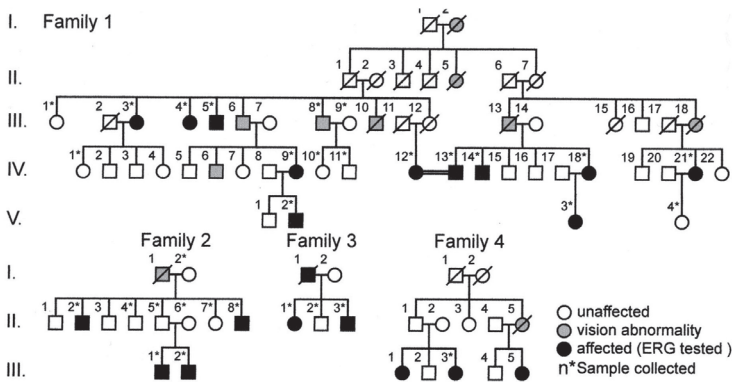 I. Family 1 1 2
II. 1 2 3 4 5 6 7
III. 1* 2 3* 4* 5* 6 7 8* 9* 10 11 12 13 14 15 16 17 18
IV. 1* 2 3 4 5 6 7 8 9* 10* 11* 12* 13* 14* 15 16 17 18* 19 20 21* 22
V. 1 2* 3* 4*
Family 2 Family 3 Family 4
I. 1 2* 1 2 1 2
II. 1 2* 3 4* 5* 6* 7* 8* 1* 2* 3* 1 2 3 4 5
III. 1* 2* 1 2 3* 4 5
unaffected
vision abnormality
affected (ERG tested )
n*Sample collected